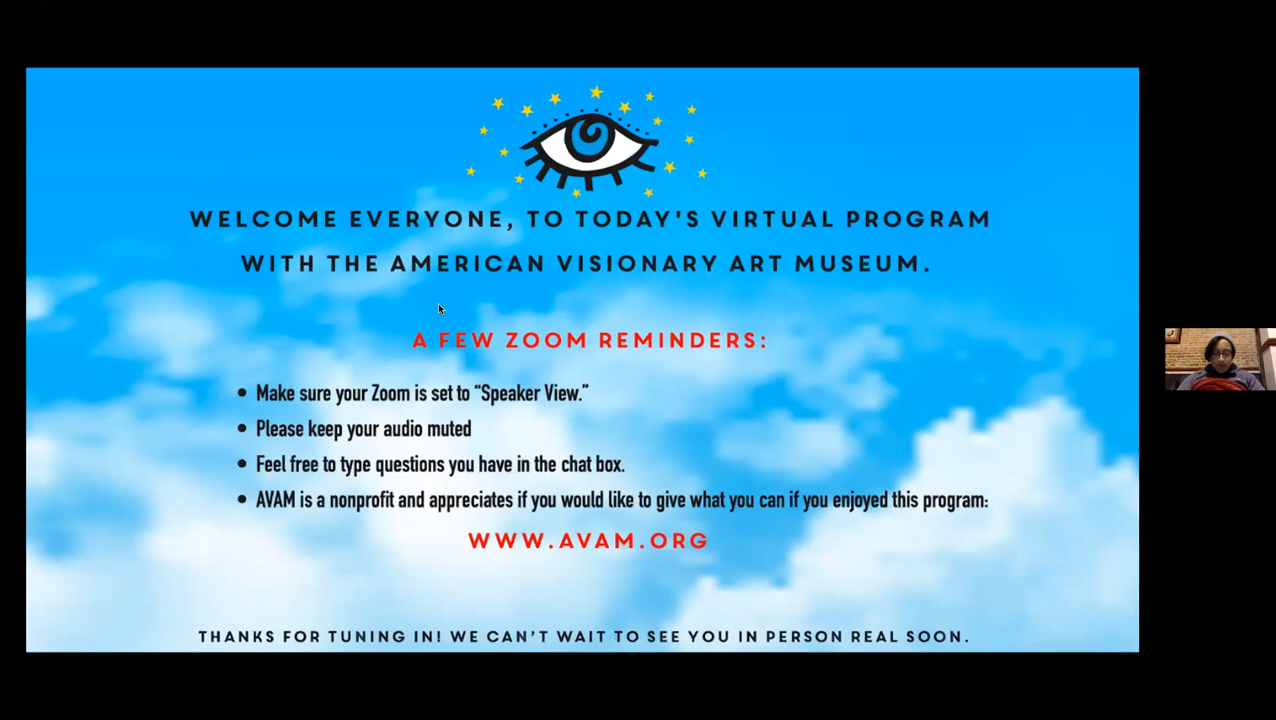 WELCOME EVERYONE, TO TODAY'S VIRTUAL PROGRAM
WITH THE AMERICAN VISIONARY ART MUSEUM.
A FEW ZOOM REMINDERS:
• Make sure your Zoom is set to “Speaker View.”
• Please keep your audio muted
• Feel free to type questions you have in the chat box.
• AVAM is a nonprofit and appreciates if you would like to give what you can if you enjoyed this program:
WWW.AVAM.ORG
THANKS FOR TUNING IN! WE CAN’T WAIT TO SEE YOU IN PERSON REAL SOON.